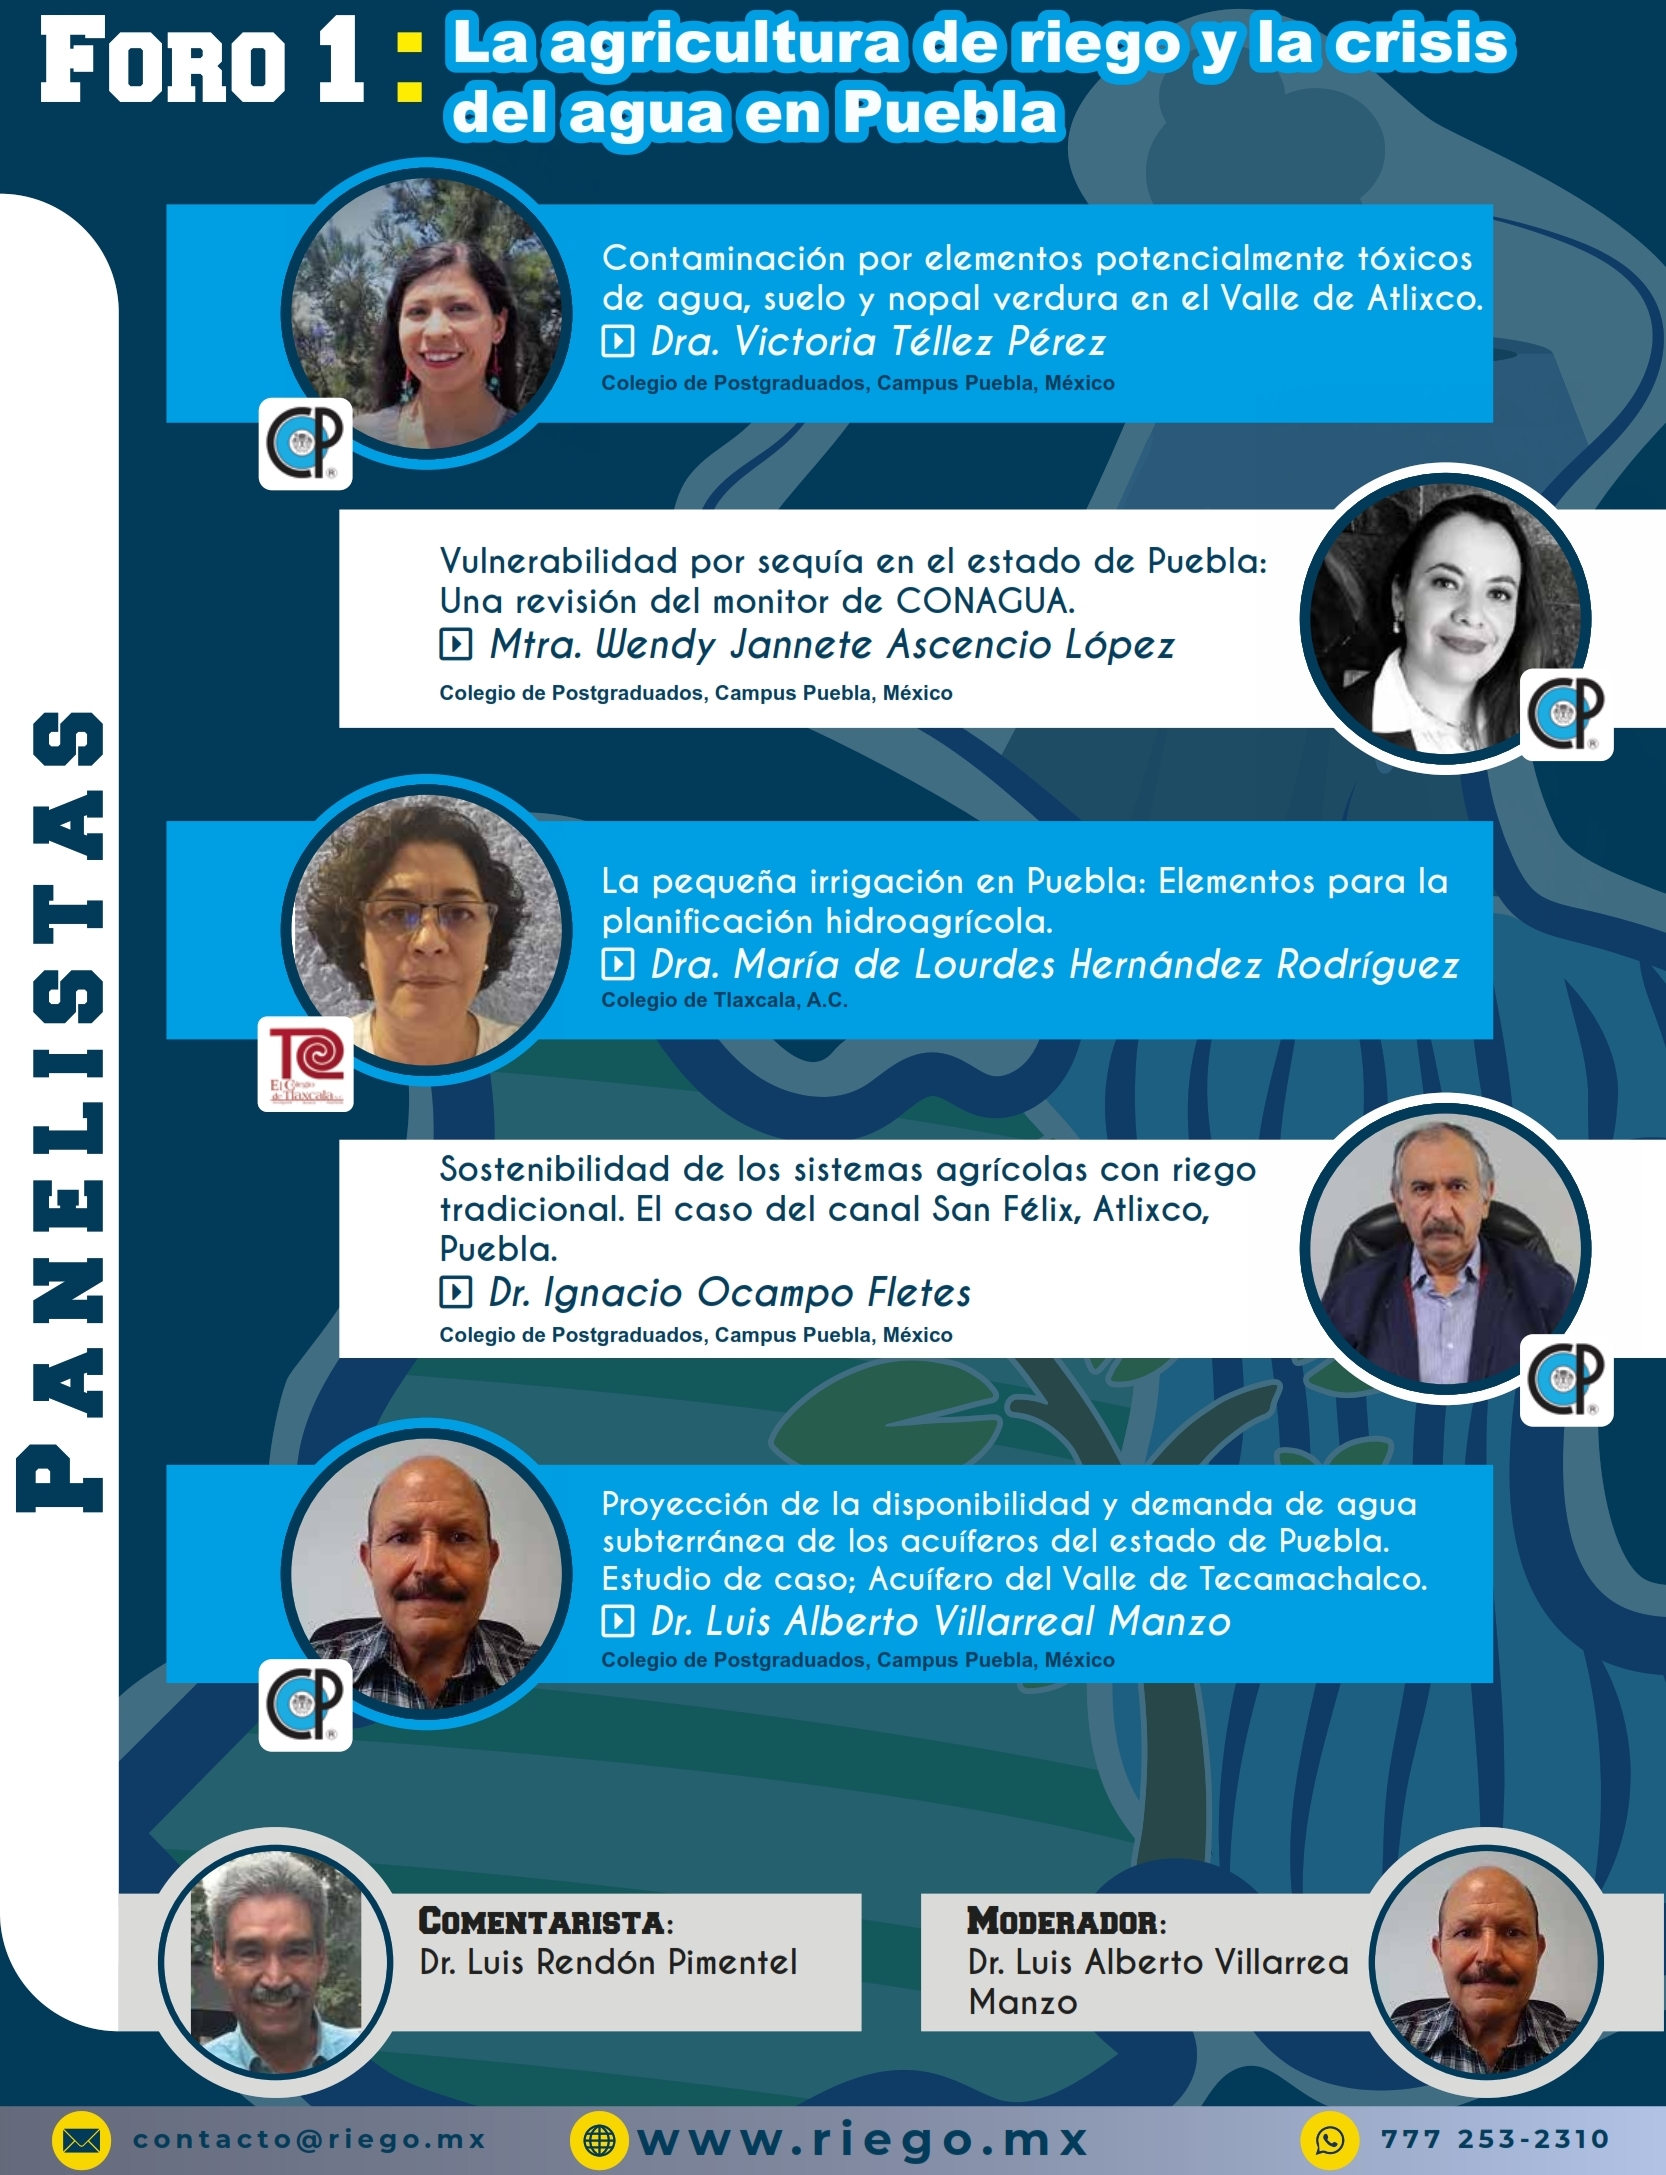 FORO 1 : La agricultura de riego y la crisis
del agua en Puebla
PANELISTAS
Contaminación por elementos potencialmente tóxicos
de agua, suelo y nopal verdura en el Valle de Atlixco.
Dra. Victoria Téllez Pérez
Colegio de Postgraduados, Campus Puebla, México
CP ®
Vulnerabilidad por sequía en el estado de Puebla:
Una revisión del monitor de CONAGUA.
Mtra. Wendy Jannete Ascencio López
Colegio de Postgraduados, Campus Puebla, México
CP ®
La pequeña irrigación en Puebla: Elementos para la
planificación hidroagrícola.
Dra. María de Lourdes Hernández Rodríguez
Colegio de Tlaxcala, A.C.
El Colegio
de Tlaxcala
Sostenibilidad de los sistemas agrícolas con riego
tradicional. El caso del canal San Félix, Atlixco,
Puebla.
Dr. Ignacio Ocampo Fletes
Colegio de Postgraduados, Campus Puebla, México
CP ®
Proyección de la disponibilidad y demanda de agua
subterránea de los acuíferos del estado de Puebla.
Estudio de caso; Acuífero del Valle de Tecamachalco.
Dr. Luis Alberto Villarreal Manzo
Colegio de Postgraduados, Campus Puebla, México
CP ®
COMENTARISTA:
Dr. Luis Rendón Pimentel
MODERADOR:
Dr. Luis Alberto Villarrea
Manzo
contacto@riego.mx
www.riego.mx
777 253-2310